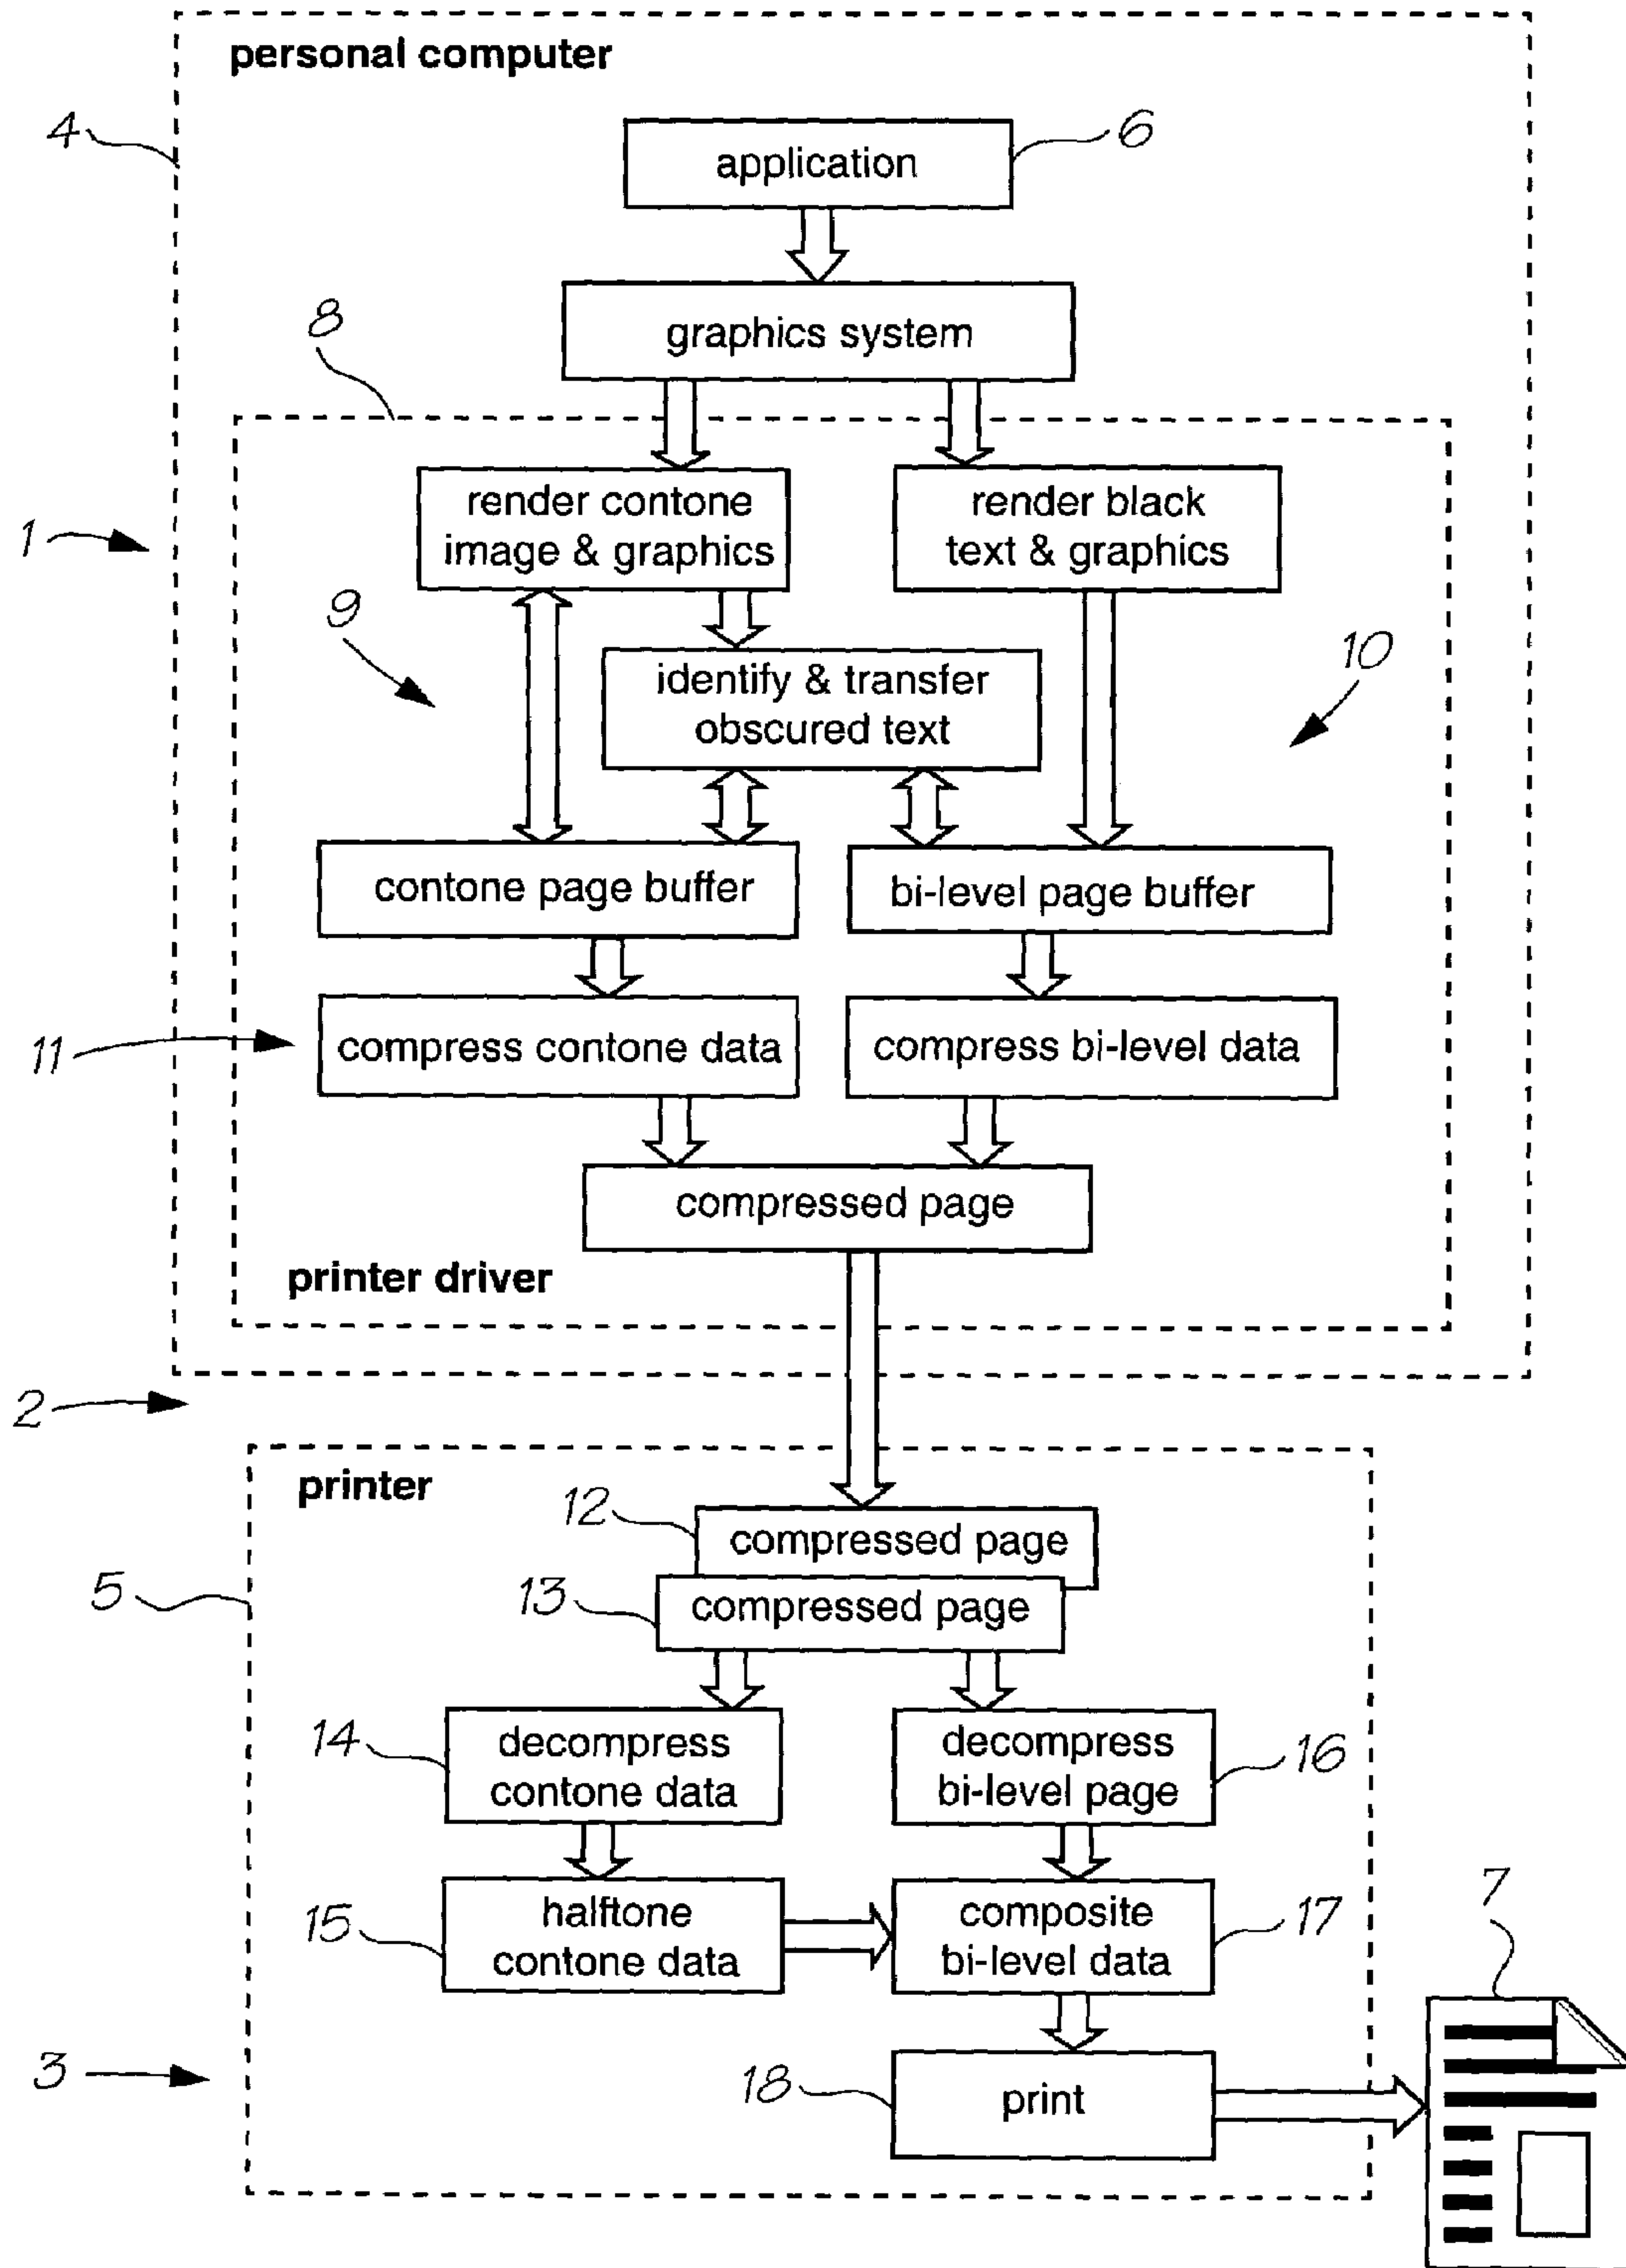 personal computer
4
6
application
graphics system
8
render contone
image & graphics
render black
text & graphics
1
9
10
identify & transfer
obscured text
contone page buffer
bi-level page buffer
11
compress contone data
compress bi-level data
compressed page
printer driver
2
printer
12
compressed page
5
13
compressed page
14
decompress
contone data
decompress
bi-level page
16
15
halftone
contone data
composite
bi-level data
17
7
3
18
print